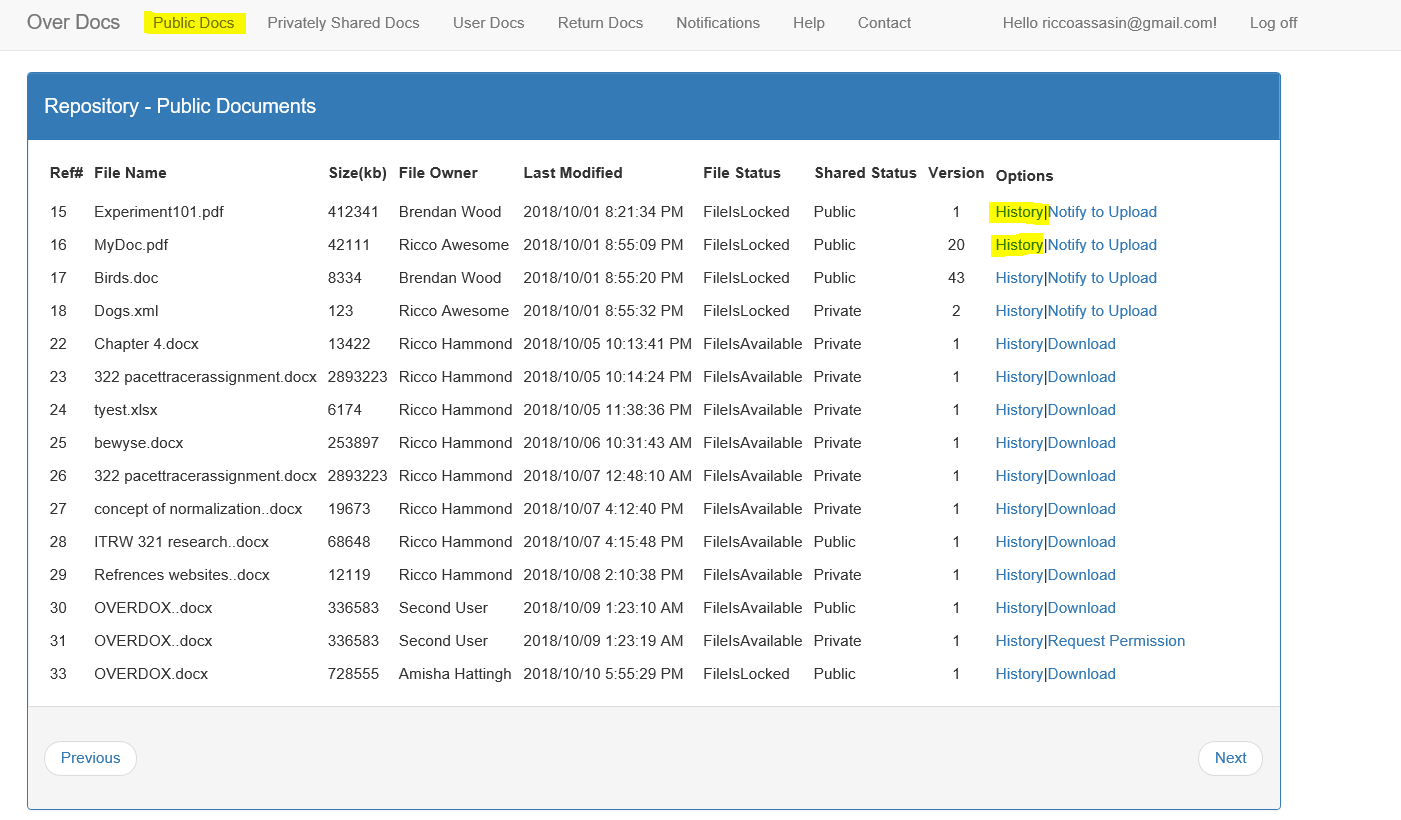 Over Docs Public Docs Privately Shared Docs User Docs Return Docs Notifications Help Contact Hello riccoassasin@gmail.com! Log off
Repository - Public Documents
Ref# File Name Size(kb) File Owner Last Modified File Status Shared Status Version Options
15 Experiment101.pdf 412341 Brendan Wood 2018/10/01 8:21:34 PM FileIsLocked Public 1 History|Notify to Upload
16 MyDoc.pdf 42111 Ricco Awesome 2018/10/01 8:55:09 PM FileIsLocked Public 20 History|Notify to Upload
17 Birds.doc 8334 Brendan Wood 2018/10/01 8:55:20 PM FileIsLocked Public 43 History|Notify to Upload
18 Dogs.xml 123 Ricco Awesome 2018/10/01 8:55:32 PM FileIsLocked Private 2 History|Notify to Upload
22 Chapter 4.docx 13422 Ricco Hammond 2018/10/05 10:13:41 PM FileIsAvailable Private 1 History|Download
23 322 pacettracerassignment.docx 2893223 Ricco Hammond 2018/10/05 10:14:24 PM FileIsAvailable Private 1 History|Download
24 tyest.xlsx 6174 Ricco Hammond 2018/10/05 11:38:36 PM FileIsAvailable Private 1 History|Download
25 bewyse.docx 253897 Ricco Hammond 2018/10/06 10:31:43 AM FileIsAvailable Private 1 History|Download
26 322 pacettracerassignment.docx 2893223 Ricco Hammond 2018/10/07 12:48:10 AM FileIsAvailable Private 1 History|Download
27 concept of normalization..docx 19673 Ricco Hammond 2018/10/07 4:12:40 PM FileIsAvailable Private 1 History|Download
28 ITRW 321 research..docx 68648 Ricco Hammond 2018/10/07 4:15:48 PM FileIsAvailable Public 1 History|Download
29 Refrences websites..docx 12119 Ricco Hammond 2018/10/08 2:10:38 PM FileIsAvailable Private 1 History|Download
30 OVERDOX..docx 336583 Second User 2018/10/09 1:23:10 AM FileIsAvailable Public 1 History|Download
31 OVERDOX..docx 336583 Second User 2018/10/09 1:23:19 AM FileIsAvailable Private 1 History|Request Permission
33 OVERDOX.docx 728555 Amisha Hattingh 2018/10/10 5:55:29 PM FileIsLocked Public 1 History|Download
Previous Next